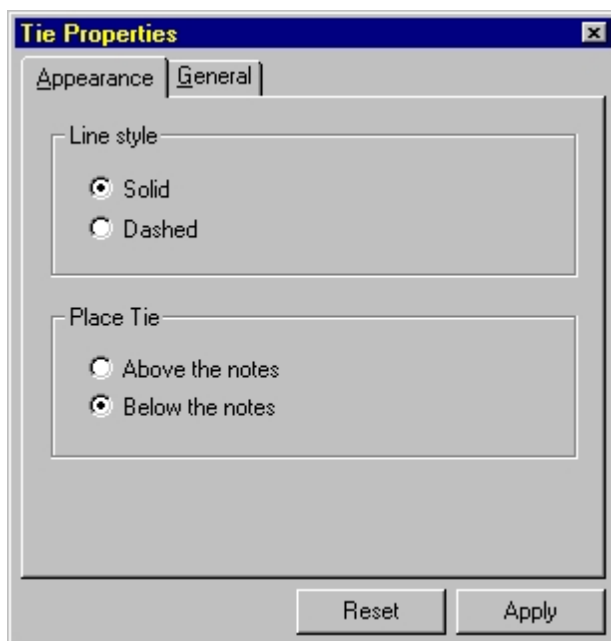 Tie Properties
Appearance General
Line style
Solid
Dashed
Place Tie
Above the notes
Below the notes
Reset Apply